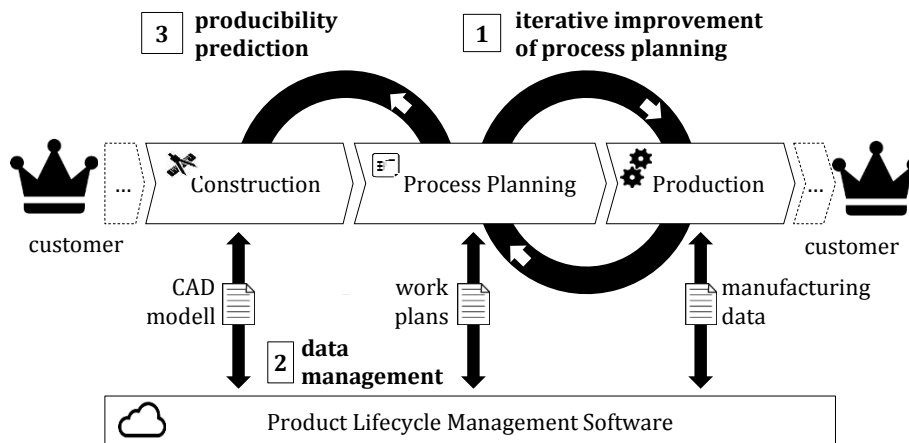 3 producibility
prediction
1 iterative improvement
of process planning
...
Construction
Process Planning
Production
...
customer
customer
CAD
modell
work
plans
manufacturing
data
2 data
management
Product Lifecycle Management Software